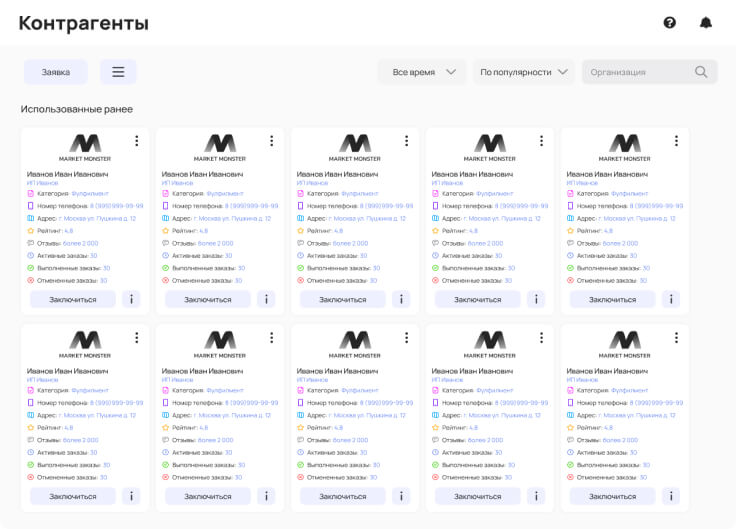 Контрагенты
Заявка
Все время
По популярности
Организация
Использованные ранее
MARKET MONSTER
Иванов Иван Иванович
ИП Иванов
Категория: Фулфилмент
Номер телефона: 8 (999)999-99-99
Адрес: г. Москва ул. Пушкина д. 12
Рейтинг: 4,8
Отзывы: более 2 000
Активные заказы: 30
Выполненные заказы: 30
Отмененные заказы: 30
Заключиться
MARKET MONSTER
Иванов Иван Иванович
ИП Иванов
Категория: Фулфилмент
Номер телефона: 8 (999)999-99-99
Адрес: г. Москва ул. Пушкина д. 12
Рейтинг: 4,8
Отзывы: более 2 000
Активные заказы: 30
Выполненные заказы: 30
Отмененные заказы: 30
Заключиться
MARKET MONSTER
Иванов Иван Иванович
ИП Иванов
Категория: Фулфилмент
Номер телефона: 8 (999)999-99-99
Адрес: г. Москва ул. Пушкина д. 12
Рейтинг: 4,8
Отзывы: более 2 000
Активные заказы: 30
Выполненные заказы: 30
Отмененные заказы: 30
Заключиться
MARKET MONSTER
Иванов Иван Иванович
ИП Иванов
Категория: Фулфилмент
Номер телефона: 8 (999)999-99-99
Адрес: г. Москва ул. Пушкина д. 12
Рейтинг: 4,8
Отзывы: более 2 000
Активные заказы: 30
Выполненные заказы: 30
Отмененные заказы: 30
Заключиться
MARKET MONSTER
Иванов Иван Иванович
ИП Иванов
Категория: Фулфилмент
Номер телефона: 8 (999)999-99-99
Адрес: г. Москва ул. Пушкина д. 12
Рейтинг: 4,8
Отзывы: более 2 000
Активные заказы: 30
Выполненные заказы: 30
Отмененные заказы: 30
Заключиться
MARKET MONSTER
Иванов Иван Иванович
ИП Иванов
Категория: Фулфилмент
Номер телефона: 8 (999)999-99-99
Адрес: г. Москва ул. Пушкина д. 12
Рейтинг: 4,8
Отзывы: более 2 000
Активные заказы: 30
Выполненные заказы: 30
Отмененные заказы: 30
Заключиться
MARKET MONSTER
Иванов Иван Иванович
ИП Иванов
Категория: Фулфилмент
Номер телефона: 8 (999)999-99-99
Адрес: г. Москва ул. Пушкина д. 12
Рейтинг: 4,8
Отзывы: более 2 000
Активные заказы: 30
Выполненные заказы: 30
Отмененные заказы: 30
Заключиться
MARKET MONSTER
Иванов Иван Иванович
ИП Иванов
Категория: Фулфилмент
Номер телефона: 8 (999)999-99-99
Адрес: г. Москва ул. Пушкина д. 12
Рейтинг: 4,8
Отзывы: более 2 000
Активные заказы: 30
Выполненные заказы: 30
Отмененные заказы: 30
Заключиться
MARKET MONSTER
Иванов Иван Иванович
ИП Иванов
Категория: Фулфилмент
Номер телефона: 8 (999)999-99-99
Адрес: г. Москва ул. Пушкина д. 12
Рейтинг: 4,8
Отзывы: более 2 000
Активные заказы: 30
Выполненные заказы: 30
Отмененные заказы: 30
Заключиться
MARKET MONSTER
Иванов Иван Иванович
ИП Иванов
Категория: Фулфилмент
Номер телефона: 8 (999)999-99-99
Адрес: г. Москва ул. Пушкина д. 12
Рейтинг: 4,8
Отзывы: более 2 000
Активные заказы: 30
Выполненные заказы: 30
Отмененные заказы: 30
Заключиться